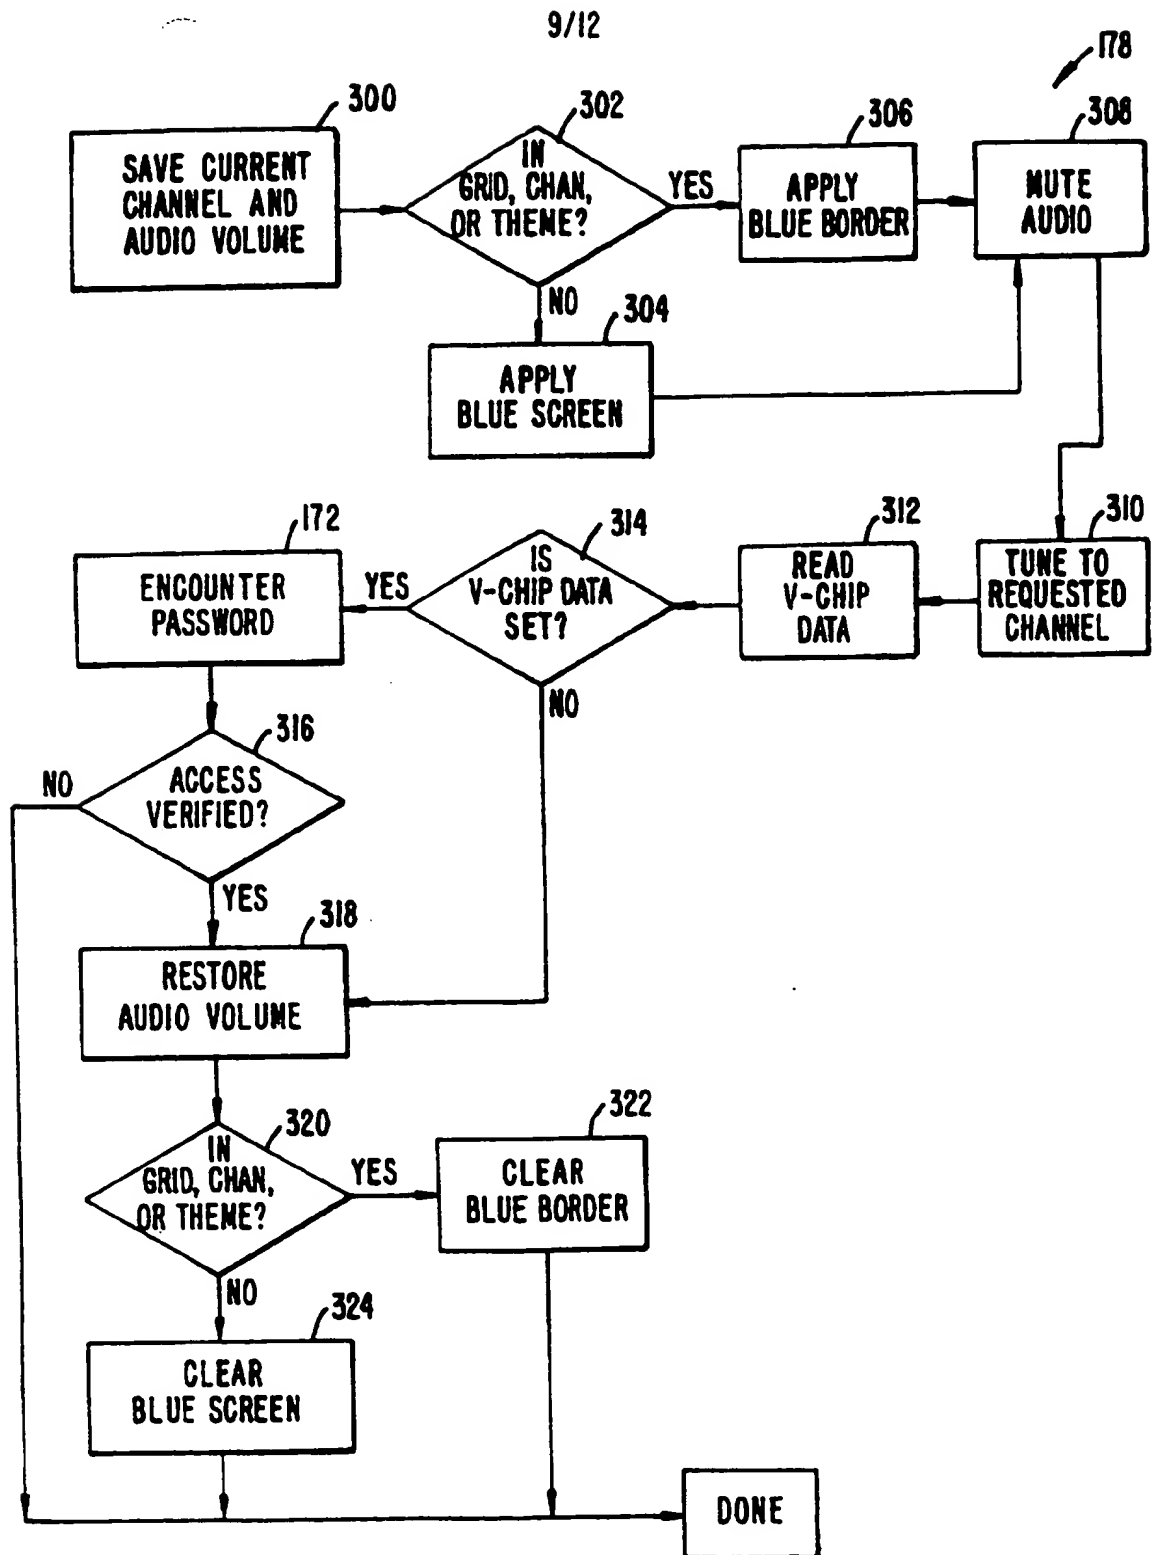 9/12
178
300
SAVE CURRENT
CHANNEL AND
AUDIO VOLUME
302
IN
GRID, CHAN,
OR THEME?
YES
NO
306
APPLY
BLUE BORDER
308
MUTE
AUDIO
304
APPLY
BLUE SCREEN
172
ENCOUNTER
PASSWORD
YES
314
IS
V-CHIP DATA
SET?
NO
312
READ
V-CHIP
DATA
310
TUNE TO
REQUESTED
CHANNEL
316
NO
ACCESS
VERIFIED?
YES
318
RESTORE
AUDIO VOLUME
320
IN
GRID, CHAN,
OR THEME?
YES
NO
322
CLEAR
BLUE BORDER
324
CLEAR
BLUE SCREEN
DONE